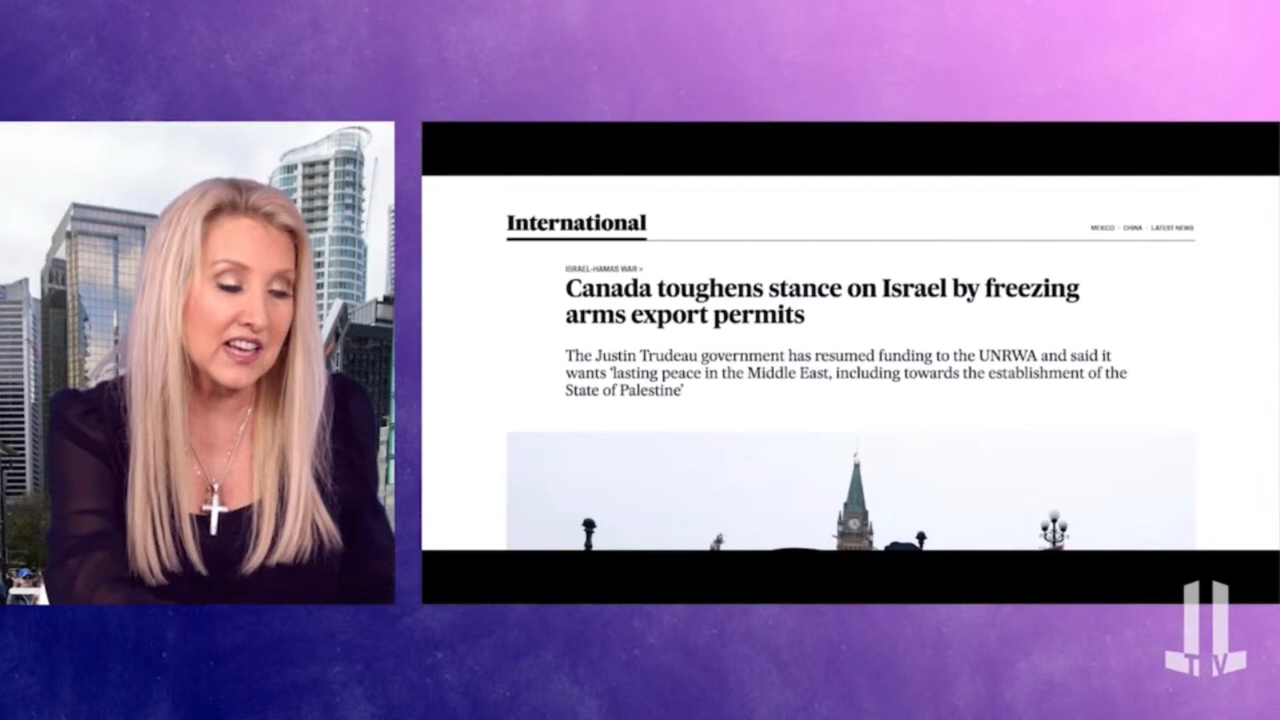 International
MEXICO · CHINA · LATEST NEWS
ISRAEL-HAMAS WAR >
Canada toughens stance on Israel by freezing
arms export permits
The Justin Trudeau government has resumed funding to the UNRWA and said it
wants ‘lasting peace in the Middle East, including towards the establishment of the
State of Palestine’
TV